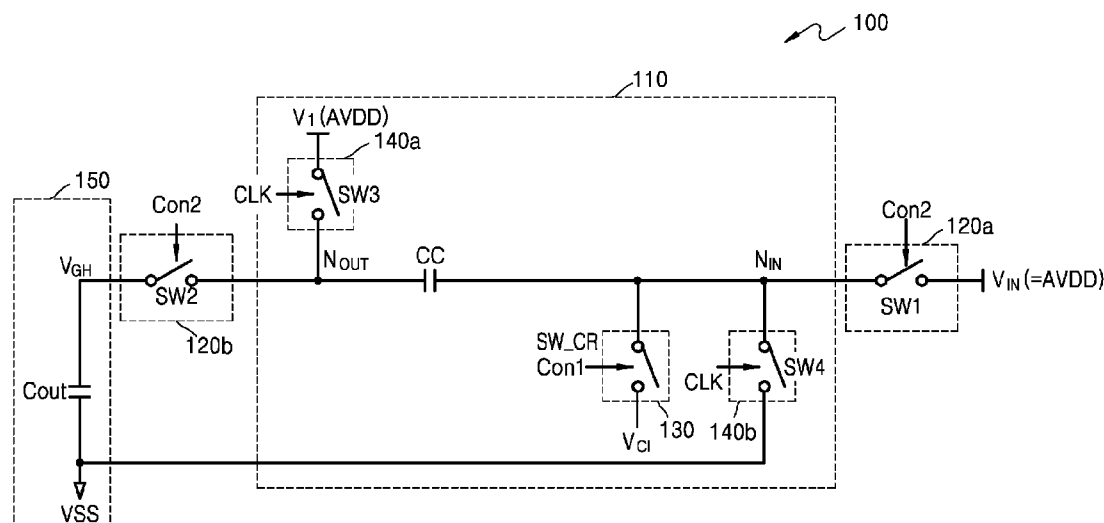 100
110
V1(AVDD)
140a
150
CLK
SW3
Con2
Con2
120a
VGH
NOUT
CC
NIN
VIN(=AVDD)
SW2
SW1
120b
SW_CR
Con1
CLK
SW4
Cout
130
140b
VCI
VSS